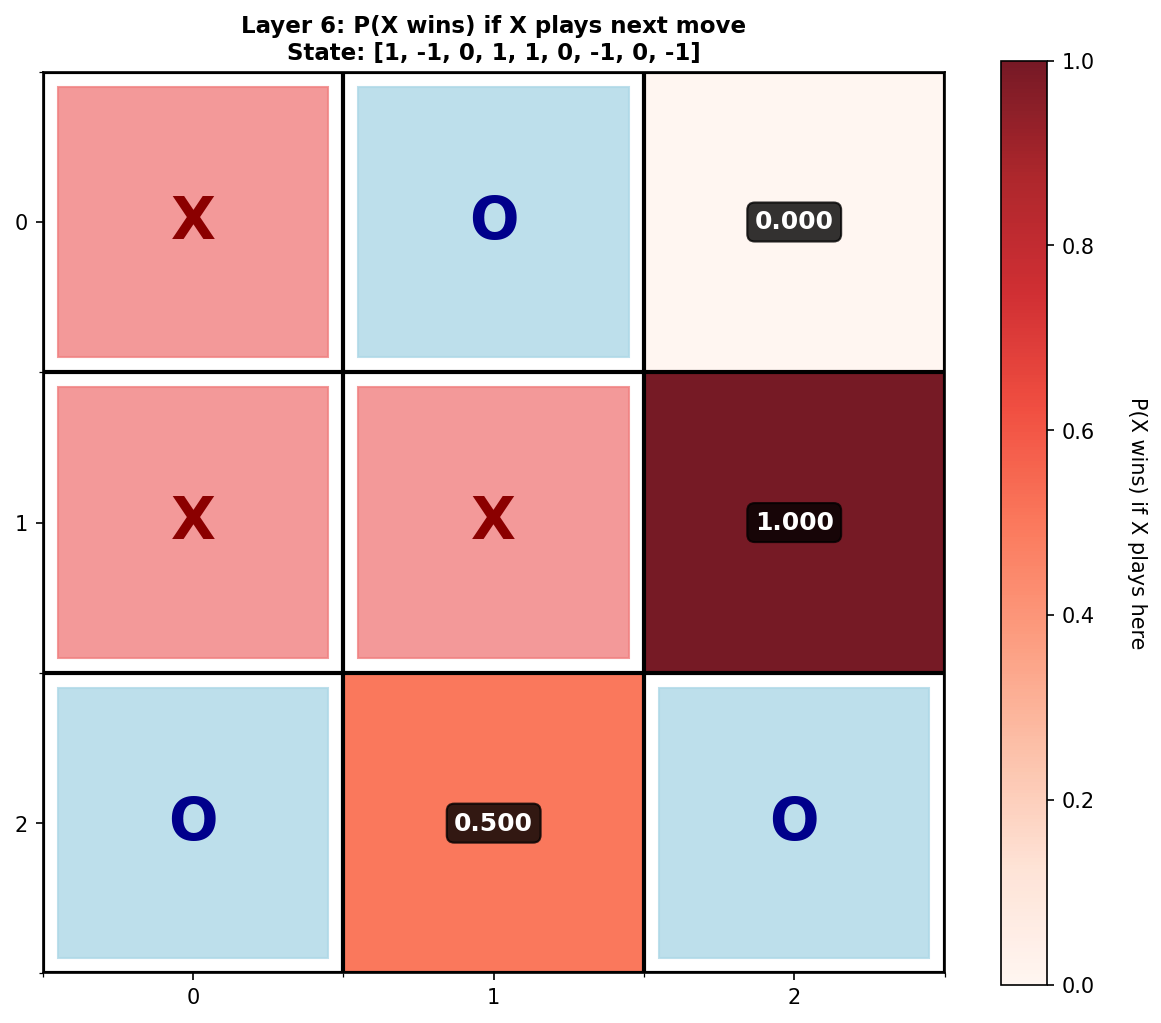 Layer 6: P(X wins) if X plays next move
State: [1, -1, 0, 1, 1, 0, -1, 0, -1]
0
X
O
0.000
1
X
X
1.000
2
O
0.500
O
0
1
2
1.0
0.8
0.6
0.4
0.2
0.0
P(X wins) if X plays here